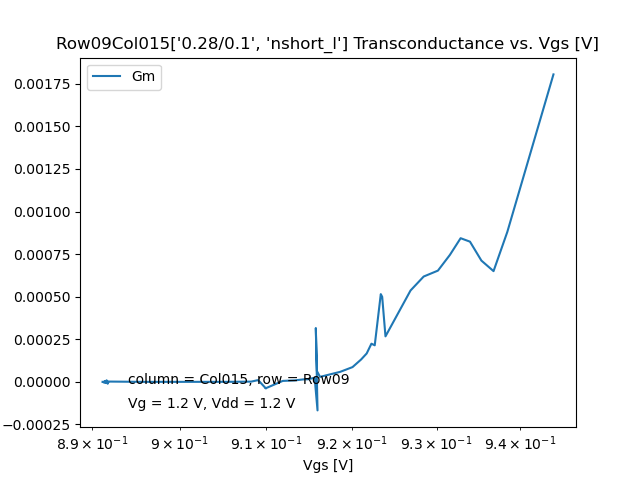 Row09Col015['0.28/0.1', 'nshort_l'] Transconductance vs. Vgs [V]
Gm
0.00175
0.00150
0.00125
0.00100
0.00075
0.00050
0.00025
0.00000
−0.00025
column = Col015, row = Row09
Vg = 1.2 V, Vdd = 1.2 V
8.9 × 10⁻¹ 9 × 10⁻¹ 9.1 × 10⁻¹ 9.2 × 10⁻¹ 9.3 × 10⁻¹ 9.4 × 10⁻¹
Vgs [V]